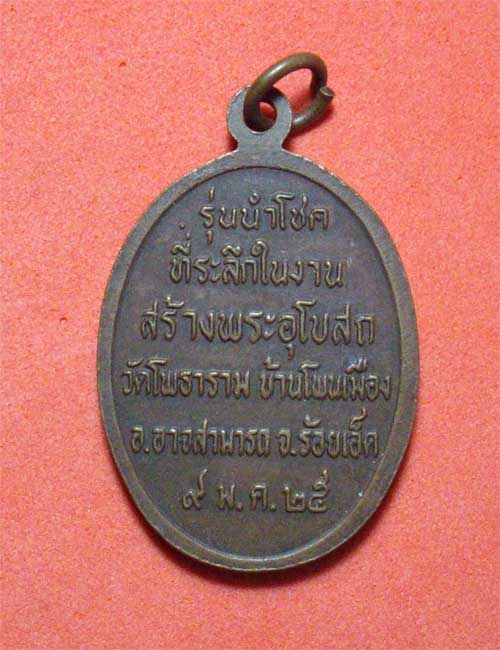 รุ่นนำโชค
ที่ระลึกในงาน
สร้างพระอุโบสถ
วัดโพธาราม บ้านโพนเมือง
อ.อาจสามารถ จ.ร้อยเอ็ด
๙ พ.ค.๒๕